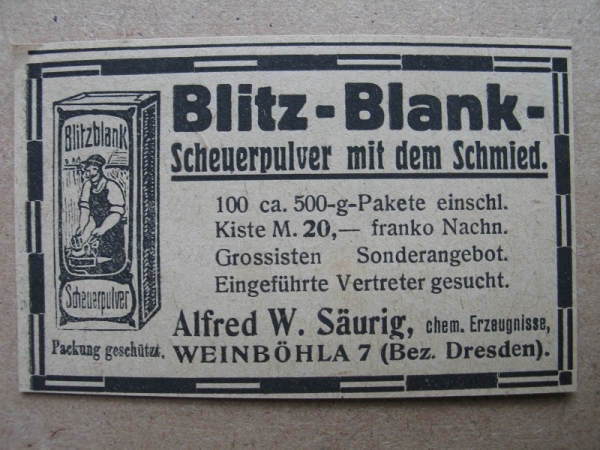 Blitz-Blank-
Scheuerpulver mit dem Schmied.
Blitzblank
Scheuerpulver
Packung geschützt.
100 ca. 500-g-Pakete einschl.
Kiste M. 20,— franko Nachn.
Grossisten Sonderangebot.
Eingeführte Vertreter gesucht.
Alfred W. Säurig, chem. Erzeugnisse,
WEINBÖHLA 7 (Bez. Dresden).